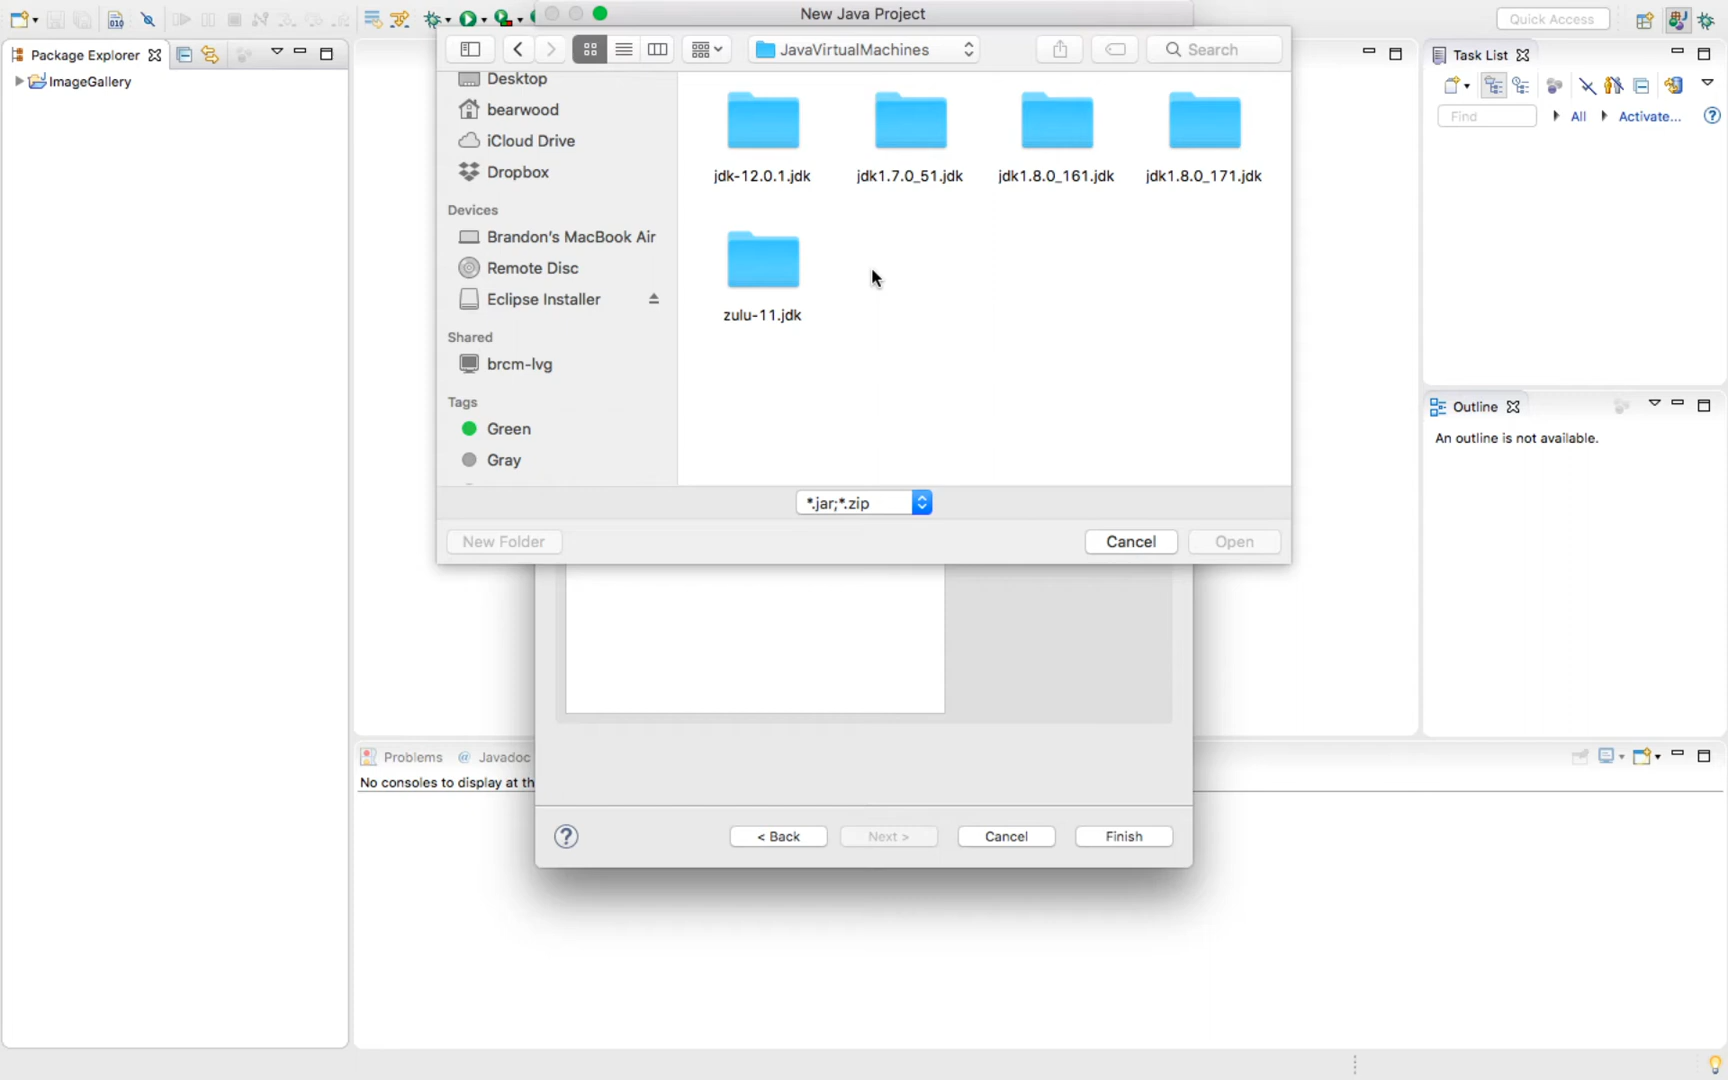 New Java Project
Quick Access
Package Explorer
JavaVirtualMachines
Search
Task List
ImageGallery
Desktop
bearwood
iCloud Drive
Dropbox
Devices
Brandon's MacBook Air
Remote Disc
Eclipse Installer
Shared
brcm-lvg
Tags
Green
Gray
jdk-12.0.1.jdk
jdk1.7.0_51.jdk
jdk1.8.0_161.jdk
jdk1.8.0_171.jdk
zulu-11.jdk
Find
All
Activate...
Outline
An outline is not available.
*.jar;*.zip
New Folder
Cancel
Open
Problems
@ Javadoc
No consoles to display at th
< Back
Next >
Cancel
Finish